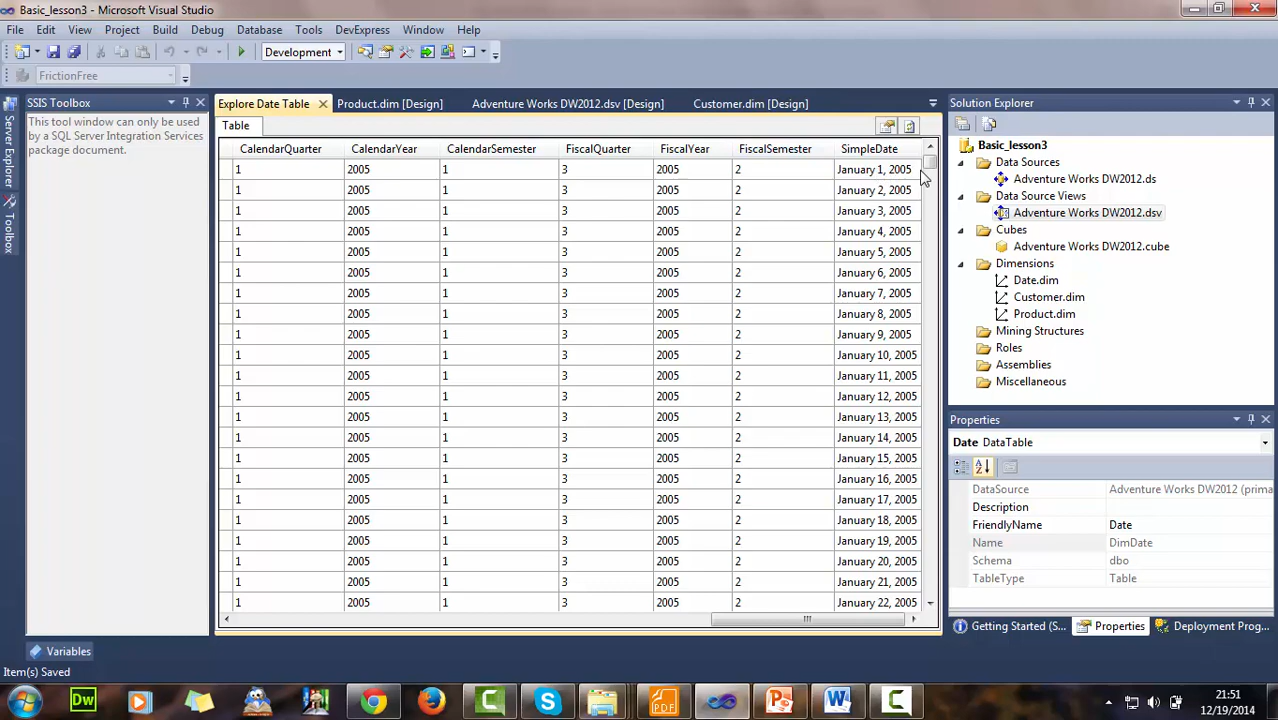 Basic_lesson3 - Microsoft Visual Studio
File Edit View Project Build Debug Database Tools DevExpress Window Help
Development
FrictionFree
Server Explorer
Toolbox
SSIS Toolbox
This tool window can only be used by a SQL Server Integration Services package document.
Explore Date Table Product.dim [Design] Adventure Works DW2012.dsv [Design] Customer.dim [Design]
Table
CalendarQuarter CalendarYear CalendarSemester FiscalQuarter FiscalYear FiscalSemester SimpleDate
1 2005 1 3 2005 2 January 1, 2005
1 2005 1 3 2005 2 January 2, 2005
1 2005 1 3 2005 2 January 3, 2005
1 2005 1 3 2005 2 January 4, 2005
1 2005 1 3 2005 2 January 5, 2005
1 2005 1 3 2005 2 January 6, 2005
1 2005 1 3 2005 2 January 7, 2005
1 2005 1 3 2005 2 January 8, 2005
1 2005 1 3 2005 2 January 9, 2005
1 2005 1 3 2005 2 January 10, 2005
1 2005 1 3 2005 2 January 11, 2005
1 2005 1 3 2005 2 January 12, 2005
1 2005 1 3 2005 2 January 13, 2005
1 2005 1 3 2005 2 January 14, 2005
1 2005 1 3 2005 2 January 15, 2005
1 2005 1 3 2005 2 January 16, 2005
1 2005 1 3 2005 2 January 17, 2005
1 2005 1 3 2005 2 January 18, 2005
1 2005 1 3 2005 2 January 19, 2005
1 2005 1 3 2005 2 January 20, 2005
1 2005 1 3 2005 2 January 21, 2005
1 2005 1 3 2005 2 January 22, 2005
Solution Explorer
Basic_lesson3
Data Sources
Adventure Works DW2012.ds
Data Source Views
Adventure Works DW2012.dsv
Cubes
Adventure Works DW2012.cube
Dimensions
Date.dim
Customer.dim
Product.dim
Mining Structures
Roles
Assemblies
Miscellaneous
Properties
Date DataTable
DataSource Adventure Works DW2012 (prima
Description
FriendlyName Date
Name DimDate
Schema dbo
TableType Table
Getting Started (S... Properties Deployment Prog...
Variables
Item(s) Saved
Dw
PDF
21:51
12/19/2014